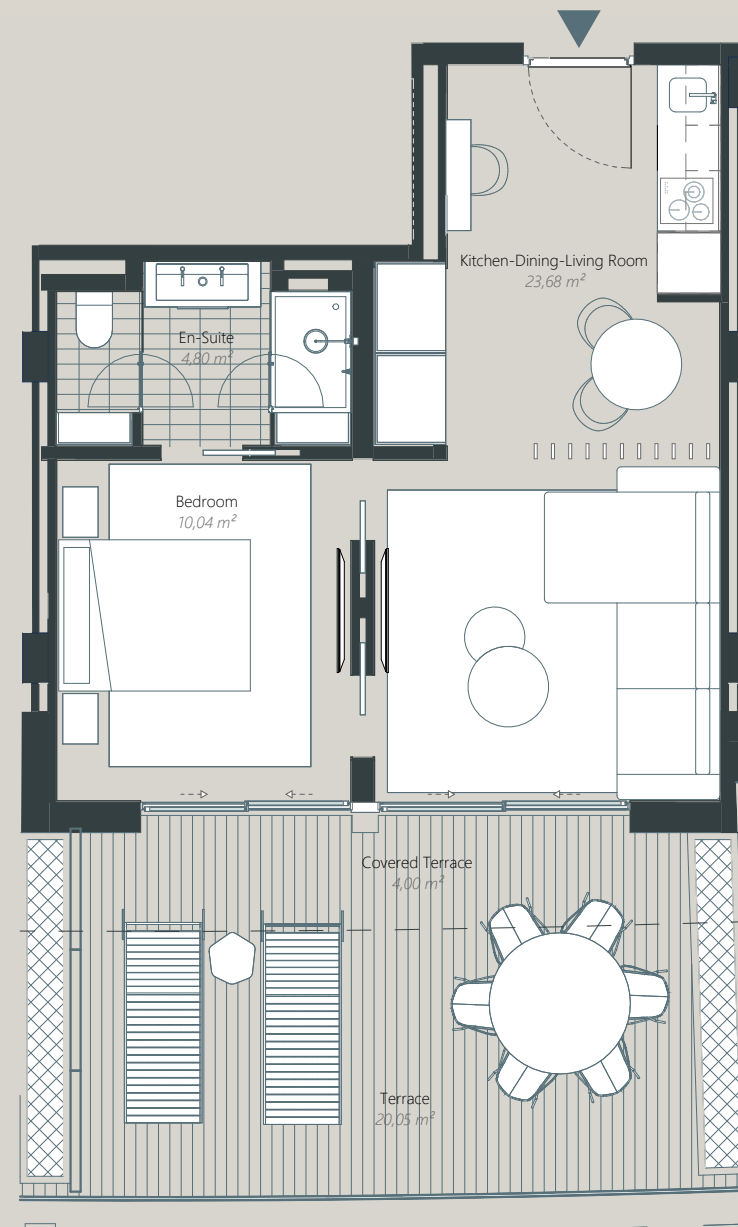 Kitchen-Dining-Living Room
23,68 m²
En-Suite
4,80 m²
Bedroom
10,04 m²
Covered Terrace
4,00 m²
Terrace
20,05 m²